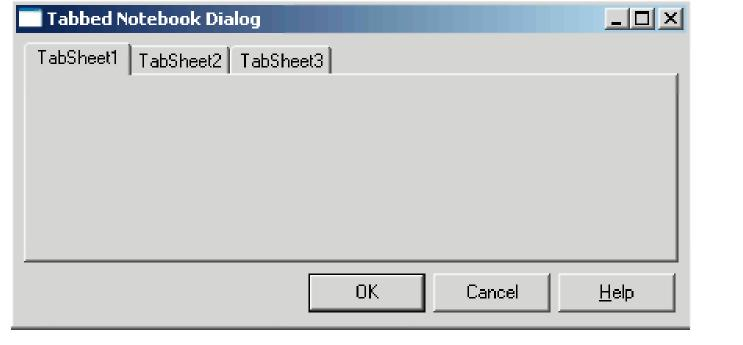 Tabbed Notebook Dialog
TabSheet1 TabSheet2 TabSheet3
OK Cancel Help